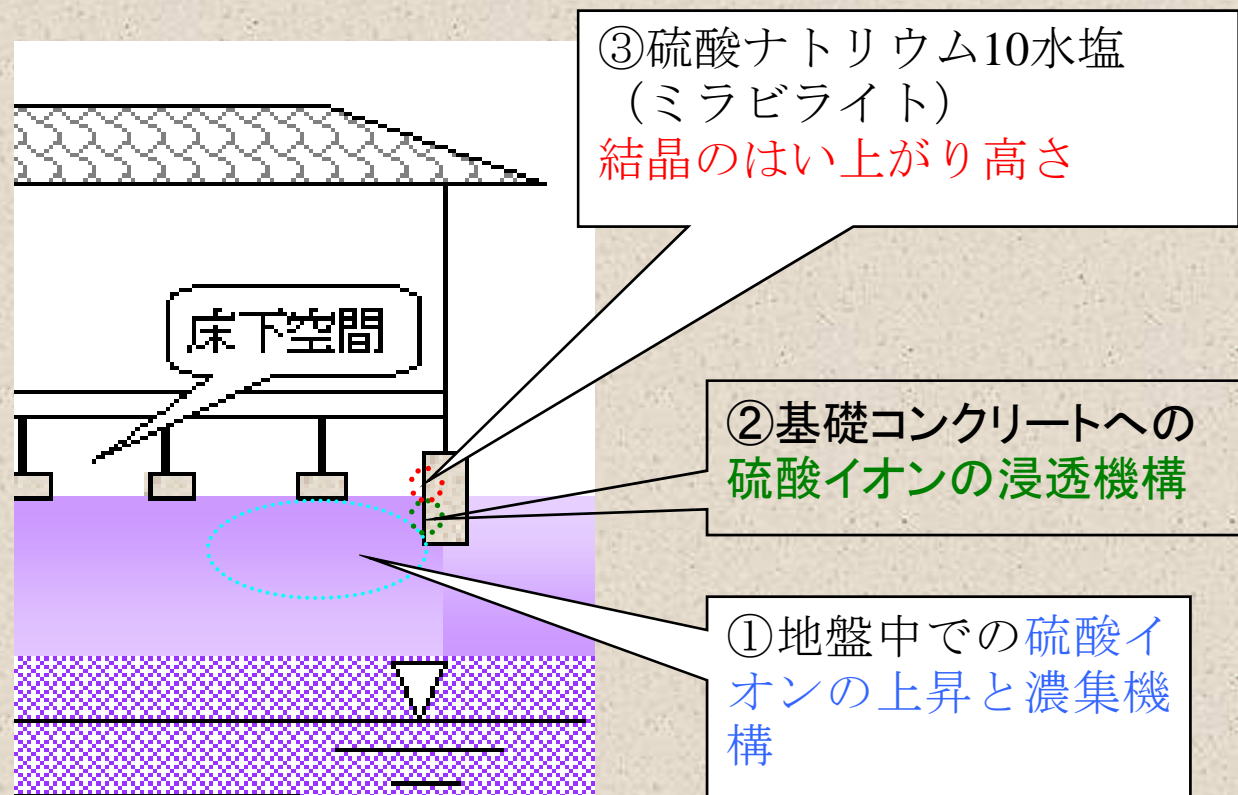 ③硫酸ナトリウム10水塩
（ミラビライト）
結晶のはい上がり高さ
床下空間
②基礎コンクリートへの
硫酸イオンの浸透機構
①地盤中での硫酸イ
オンの上昇と濃集機
構